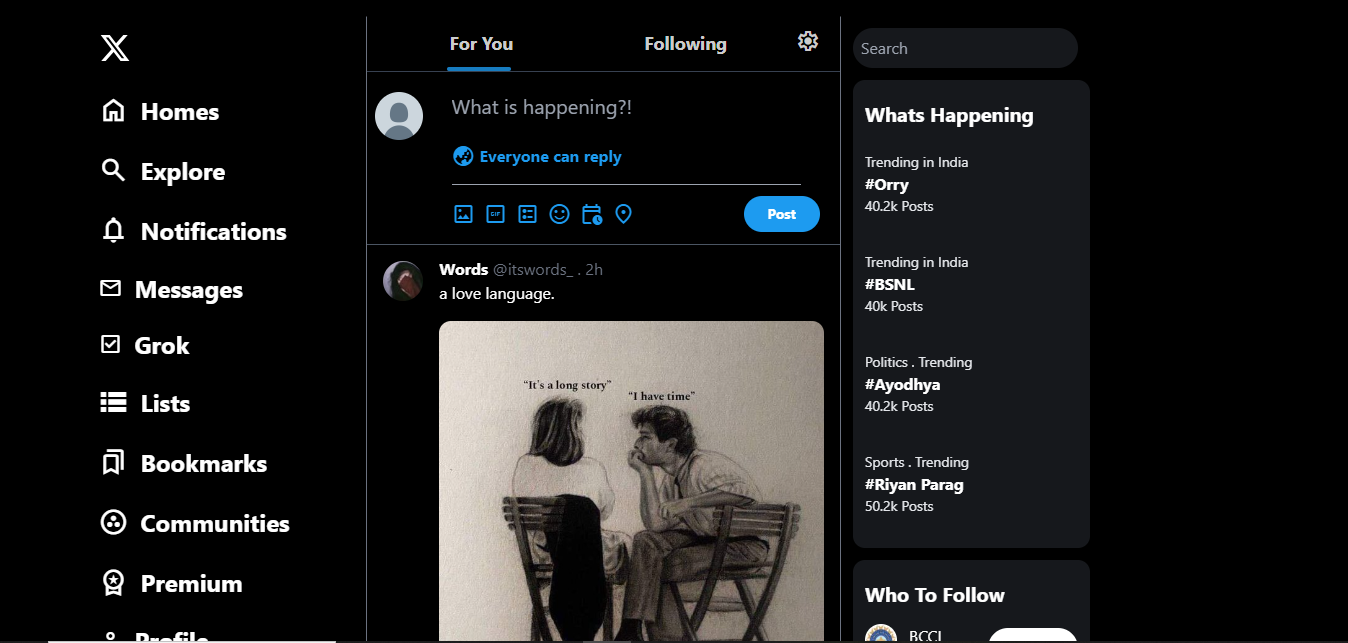 Homes
Explore
Notifications
Messages
Grok
Lists
Bookmarks
Communities
Premium
Profile
For You
Following
What is happening?!
Everyone can reply
GIF
Post
Words @itswords_ . 2h
a love language.
“It's a long story”
“I have time”
Search
Whats Happening
Trending in India
#Orry
40.2k Posts
Trending in India
#BSNL
40k Posts
Politics . Trending
#Ayodhya
40.2k Posts
Sports . Trending
#Riyan Parag
50.2k Posts
Who To Follow
BCCI